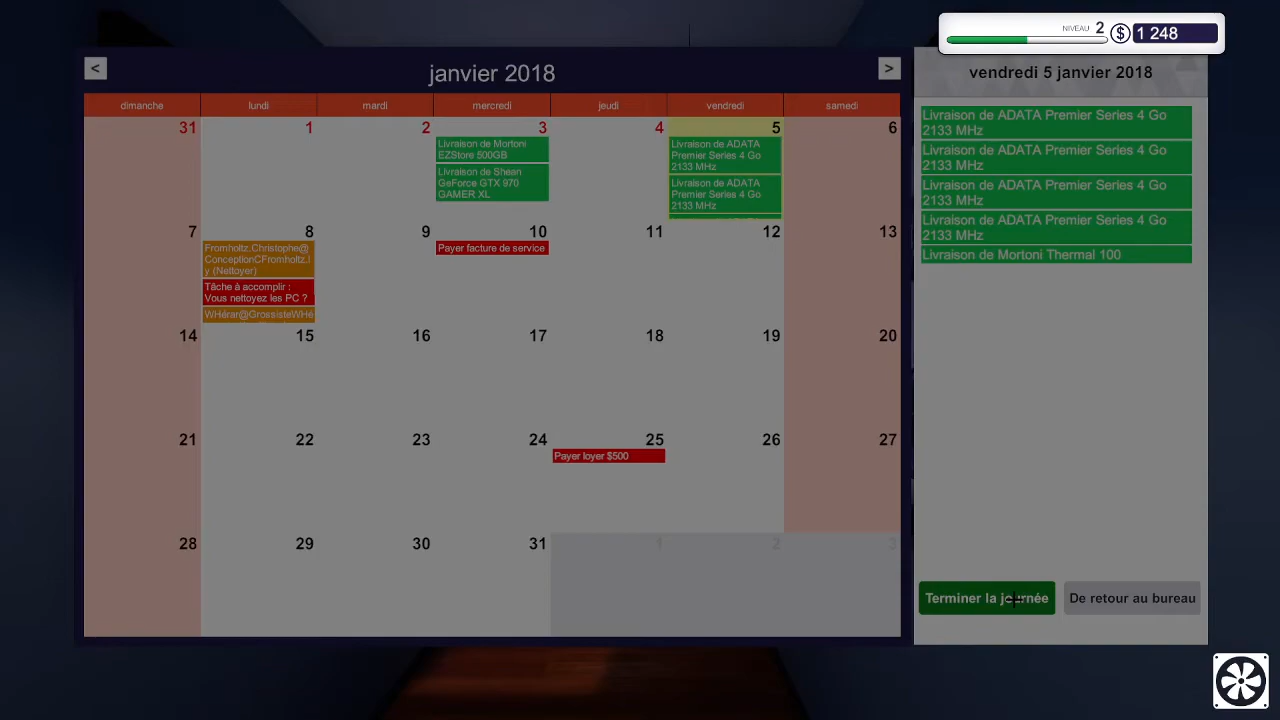 NIVEAU 2 $ 1 248
< janvier 2018 >
vendredi 5 janvier 2018
dimanche lundi mardi mercredi jeudi vendredi samedi
31 1 2 3 4 5 6
Livraison de Mortoni
EZStore 500GB
Livraison de Shean
GeForce GTX 970
GAMER XL
Livraison de ADATA
Premier Series 4 Go
2133 MHz
Livraison de ADATA
Premier Series 4 Go
2133 MHz
7 8 9 10 11 12 13
Fromholtz.Christophe@
ConceptionCFromholtz.l
y (Nettoyer)
Tâche à accomplir :
Vous nettoyez les PC ?
WHérar@GrossisteWHé
Payer facture de service
14 15 16 17 18 19 20
21 22 23 24 25 26 27
Payer loyer $500
28 29 30 31 1 2 3
Livraison de ADATA Premier Series 4 Go
2133 MHz
Livraison de ADATA Premier Series 4 Go
2133 MHz
Livraison de ADATA Premier Series 4 Go
2133 MHz
Livraison de ADATA Premier Series 4 Go
2133 MHz
Livraison de Mortoni Thermal 100
Terminer la journée
De retour au bureau